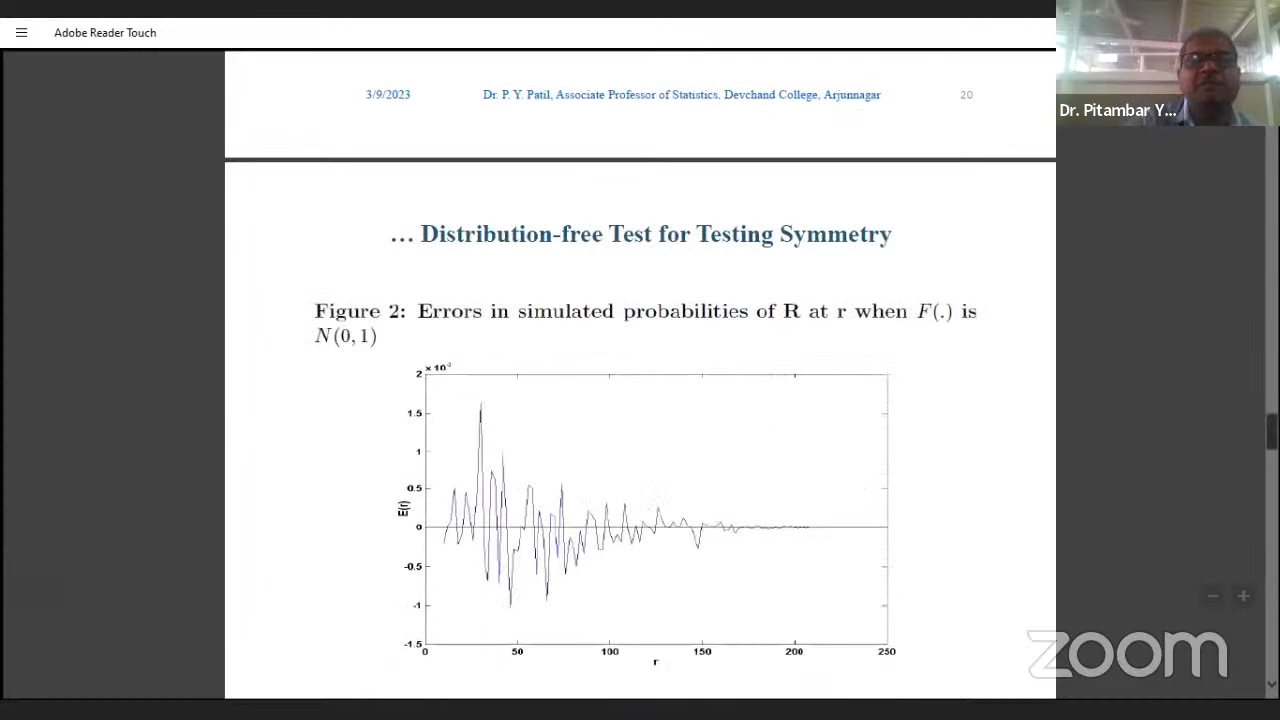 Adobe Reader Touch
Dr. Pitambar Y...
3/9/2023 Dr. P. Y. Patil, Associate Professor of Statistics, Devchand College, Arjunnagar 20
... Distribution-free Test for Testing Symmetry
Figure 2: Errors in simulated probabilities of R at r when F(.) is
N(0, 1)
× 10⁻³
2
1.5
1
0.5
0
-0.5
-1
-1.5
E(r)
0 50 100 150 200 250
r
zoom